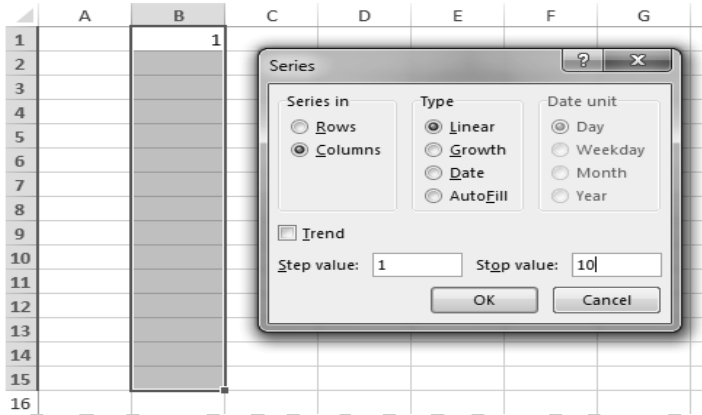 A B C D E F G
1 1
2
3
4
5
6
7
8
9
10
11
12
13
14
15
16
Series ?
Series in Type Date unit
Rows Linear Day
Columns Growth Weekday
Date Month
AutoFill Year
Trend
Step value: 1 Stop value: 10
OK Cancel